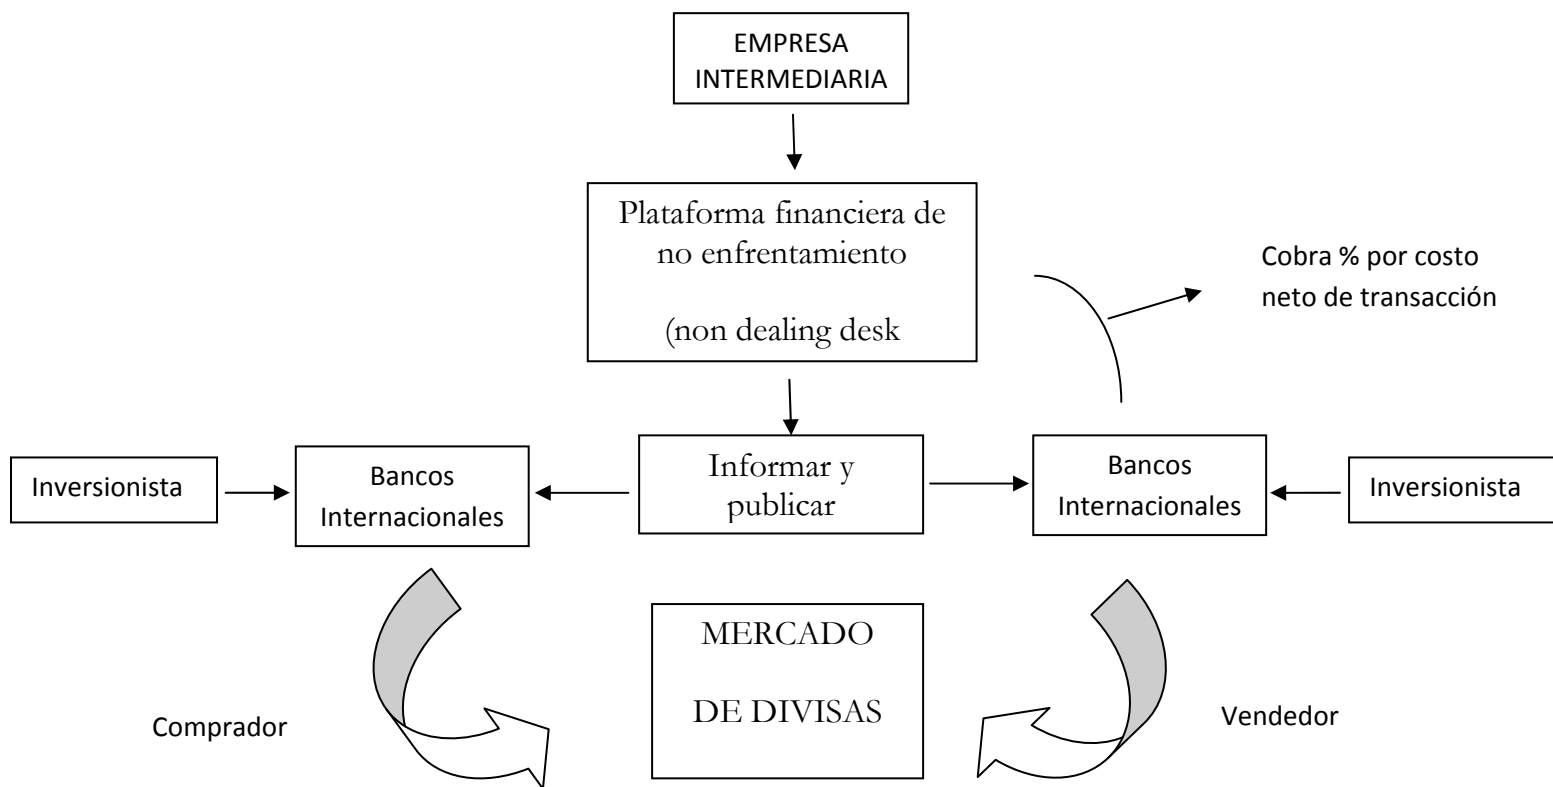 EMPRESA
INTERMEDIARIA
Plataforma financiera de
no enfrentamiento
(non dealing desk
Cobra % por costo
neto de transacción
Inversionista
Bancos
Internacionales
Informar y
publicar
Bancos
Internacionales
Inversionista
MERCADO
DE DIVISAS
Comprador
Vendedor